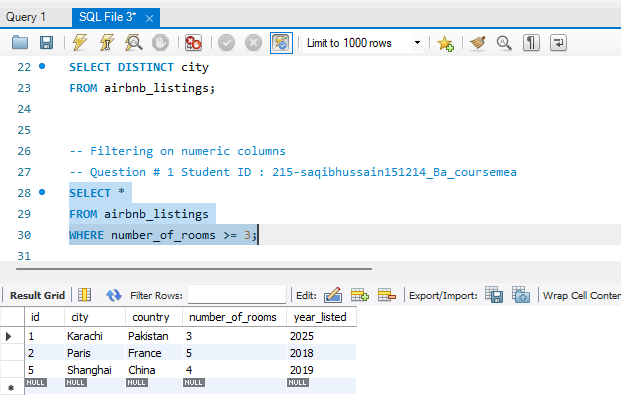 Query 1 SQL File 3*
Limit to 1000 rows
22 SELECT DISTINCT city
23 FROM airbnb_listings;
24
25
26 -- Filtering on numeric columns
27 -- Question # 1 Student ID : 215-saqibhussain151214_Ba_coursemea
28 SELECT *
29 FROM airbnb_listings
30 WHERE number_of_rooms >= 3;
31
Result Grid Filter Rows: Edit: Export/Import: Wrap Cell Conten
id city country number_of_rooms year_listed
1 Karachi Pakistan 3 2025
2 Paris France 5 2018
5 Shanghai China 4 2019
NULL NULL NULL NULL NULL